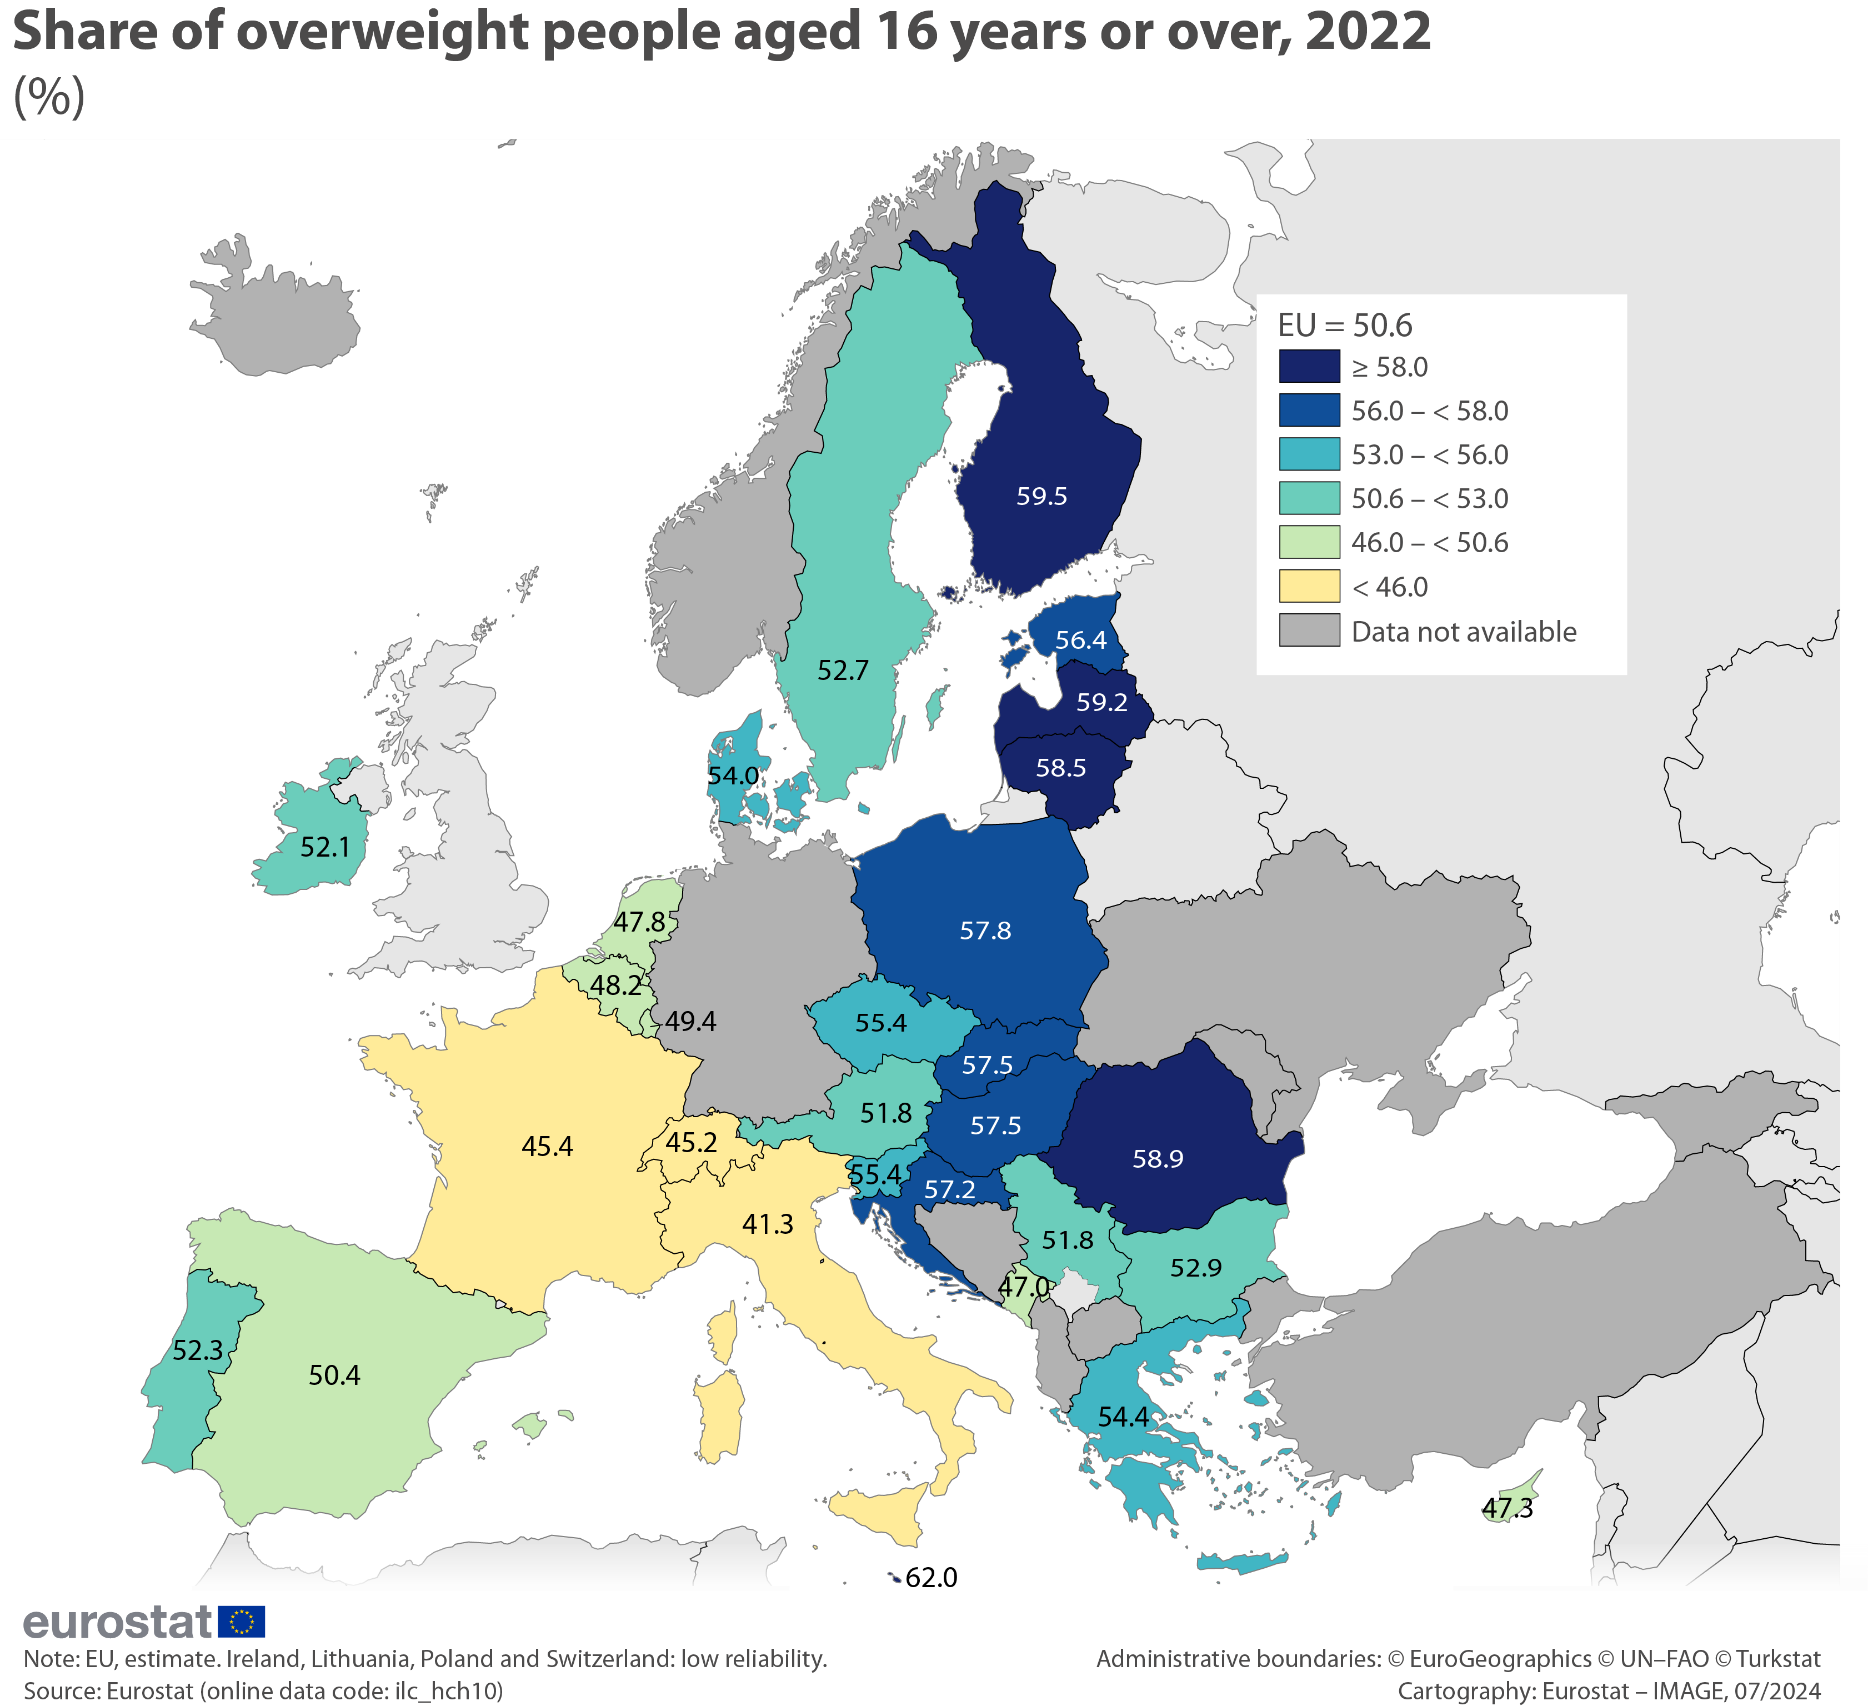 Share of overweight people aged 16 years or over, 2022
(%)
EU = 50.6
≥ 58.0
56.0 – < 58.0
53.0 – < 56.0
50.6 – < 53.0
46.0 – < 50.6
< 46.0
Data not available
59.5
56.4
52.7
59.2
58.5
54.0
52.1
47.8
57.8
48.2
49.4
55.4
57.5
51.8
57.5
45.4
45.2
58.9
55.4
57.2
41.3
51.8
52.9
47.0
52.3
50.4
54.4
47.3
62.0
eurostat
Note: EU, estimate. Ireland, Lithuania, Poland and Switzerland: low reliability.
Source: Eurostat (online data code: ilc_hch10)
Administrative boundaries: © EuroGeographics © UN–FAO © Turkstat
Cartography: Eurostat – IMAGE, 07/2024